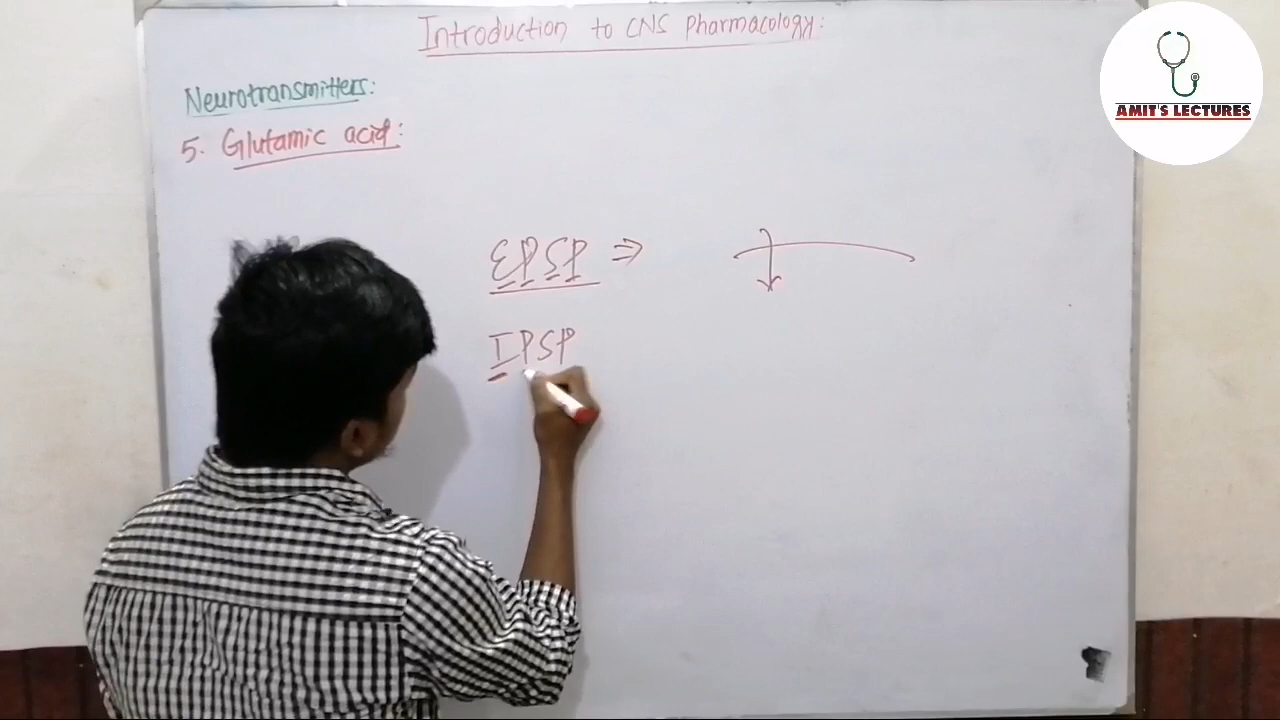 Introduction to CNS Pharmacology:
Neurotransmitters:
5. Glutamic acid:
EPSP ⇒
IPSP
AMIT'S LECTURES